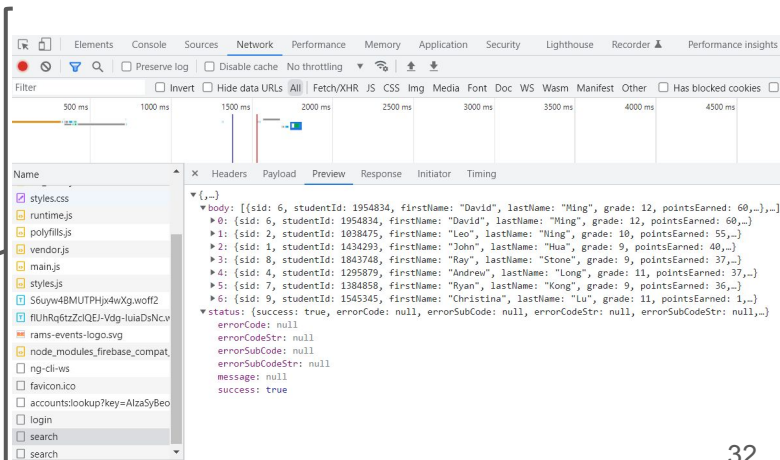 Elements Console Sources Network Performance Memory Application Security Lighthouse Recorder Performance insights
Preserve log Disable cache No throttling
Filter Invert Hide data URLs All Fetch/XHR JS CSS Img Media Font Doc WS Wasm Manifest Other Has blocked cookies
500 ms 1000 ms 1500 ms 2000 ms 2500 ms 3000 ms 3500 ms 4000 ms 4500 ms
Name
× Headers Payload Preview Response Initiator Timing
styles.css
runtime.js
polyfills.js
vendor.js
main.js
styles.js
S6uyw4BMUTPHjx4wXg.woff2
flUhRq6tzZclQEJ-Vdg-IuiaDsNc.w
rams-events-logo.svg
node_modules_firebase_compat_
ng-cli-ws
favicon.ico
accounts:lookup?key=AIzaSyBeo
login
search
search
▼{,…}
▼body: [{sid: 6, studentId: 1954834, firstName: "David", lastName: "Ming", grade: 12, pointsEarned: 60,…},…]
▶0: {sid: 6, studentId: 1954834, firstName: "David", lastName: "Ming", grade: 12, pointsEarned: 60,…}
▶1: {sid: 2, studentId: 1038475, firstName: "Leo", lastName: "Ning", grade: 10, pointsEarned: 55,…}
▶2: {sid: 1, studentId: 1434293, firstName: "John", lastName: "Hua", grade: 9, pointsEarned: 40,…}
▶3: {sid: 8, studentId: 1843748, firstName: "Ray", lastName: "Stone", grade: 9, pointsEarned: 37,…}
▶4: {sid: 4, studentId: 1295879, firstName: "Andrew", lastName: "Long", grade: 11, pointsEarned: 37,…}
▶5: {sid: 7, studentId: 1384858, firstName: "Ryan", lastName: "Kong", grade: 9, pointsEarned: 36,…}
▶6: {sid: 9, studentId: 1545345, firstName: "Christina", lastName: "Lu", grade: 11, pointsEarned: 1,…}
▼status: {success: true, errorCode: null, errorSubCode: null, errorCodeStr: null, errorSubCodeStr: null,…}
errorCode: null
errorCodeStr: null
errorSubCode: null
errorSubCodeStr: null
message: null
success: true
32